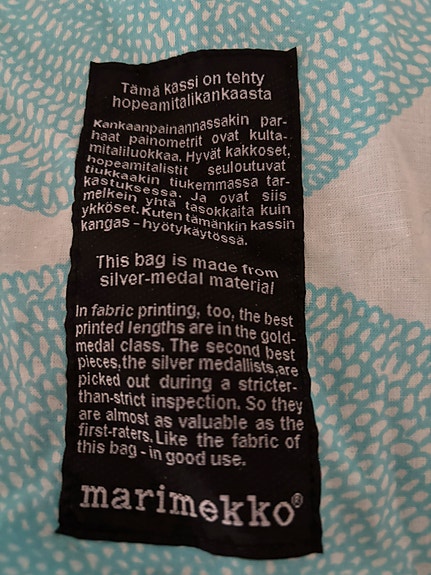 Tämä kassi on tehty
hopeamitalikankaasta
Kankaanpainannassakin par-
haat painometrit ovat kulta-
mitaliluokkaa. Hyvät kakkoset,
hopeamitalistit seuloutuvat
tiukkaakin tiukemmassa tar-
kastuksessa. Ja ovat siis
melkein yhtä tasokkaita kuin
ykköset. Kuten tämänkin kassin
kangas - hyötykäytössä.
This bag is made from
silver-medal material
In fabric printing, too, the best
printed lengths are in the gold-
medal class. The second best
pieces, the silver medallists, are
picked out during a stricter-
than-strict inspection. So they
are almost as valuable as the
first-raters. Like the fabric of
this bag - in good use.
marimekko®